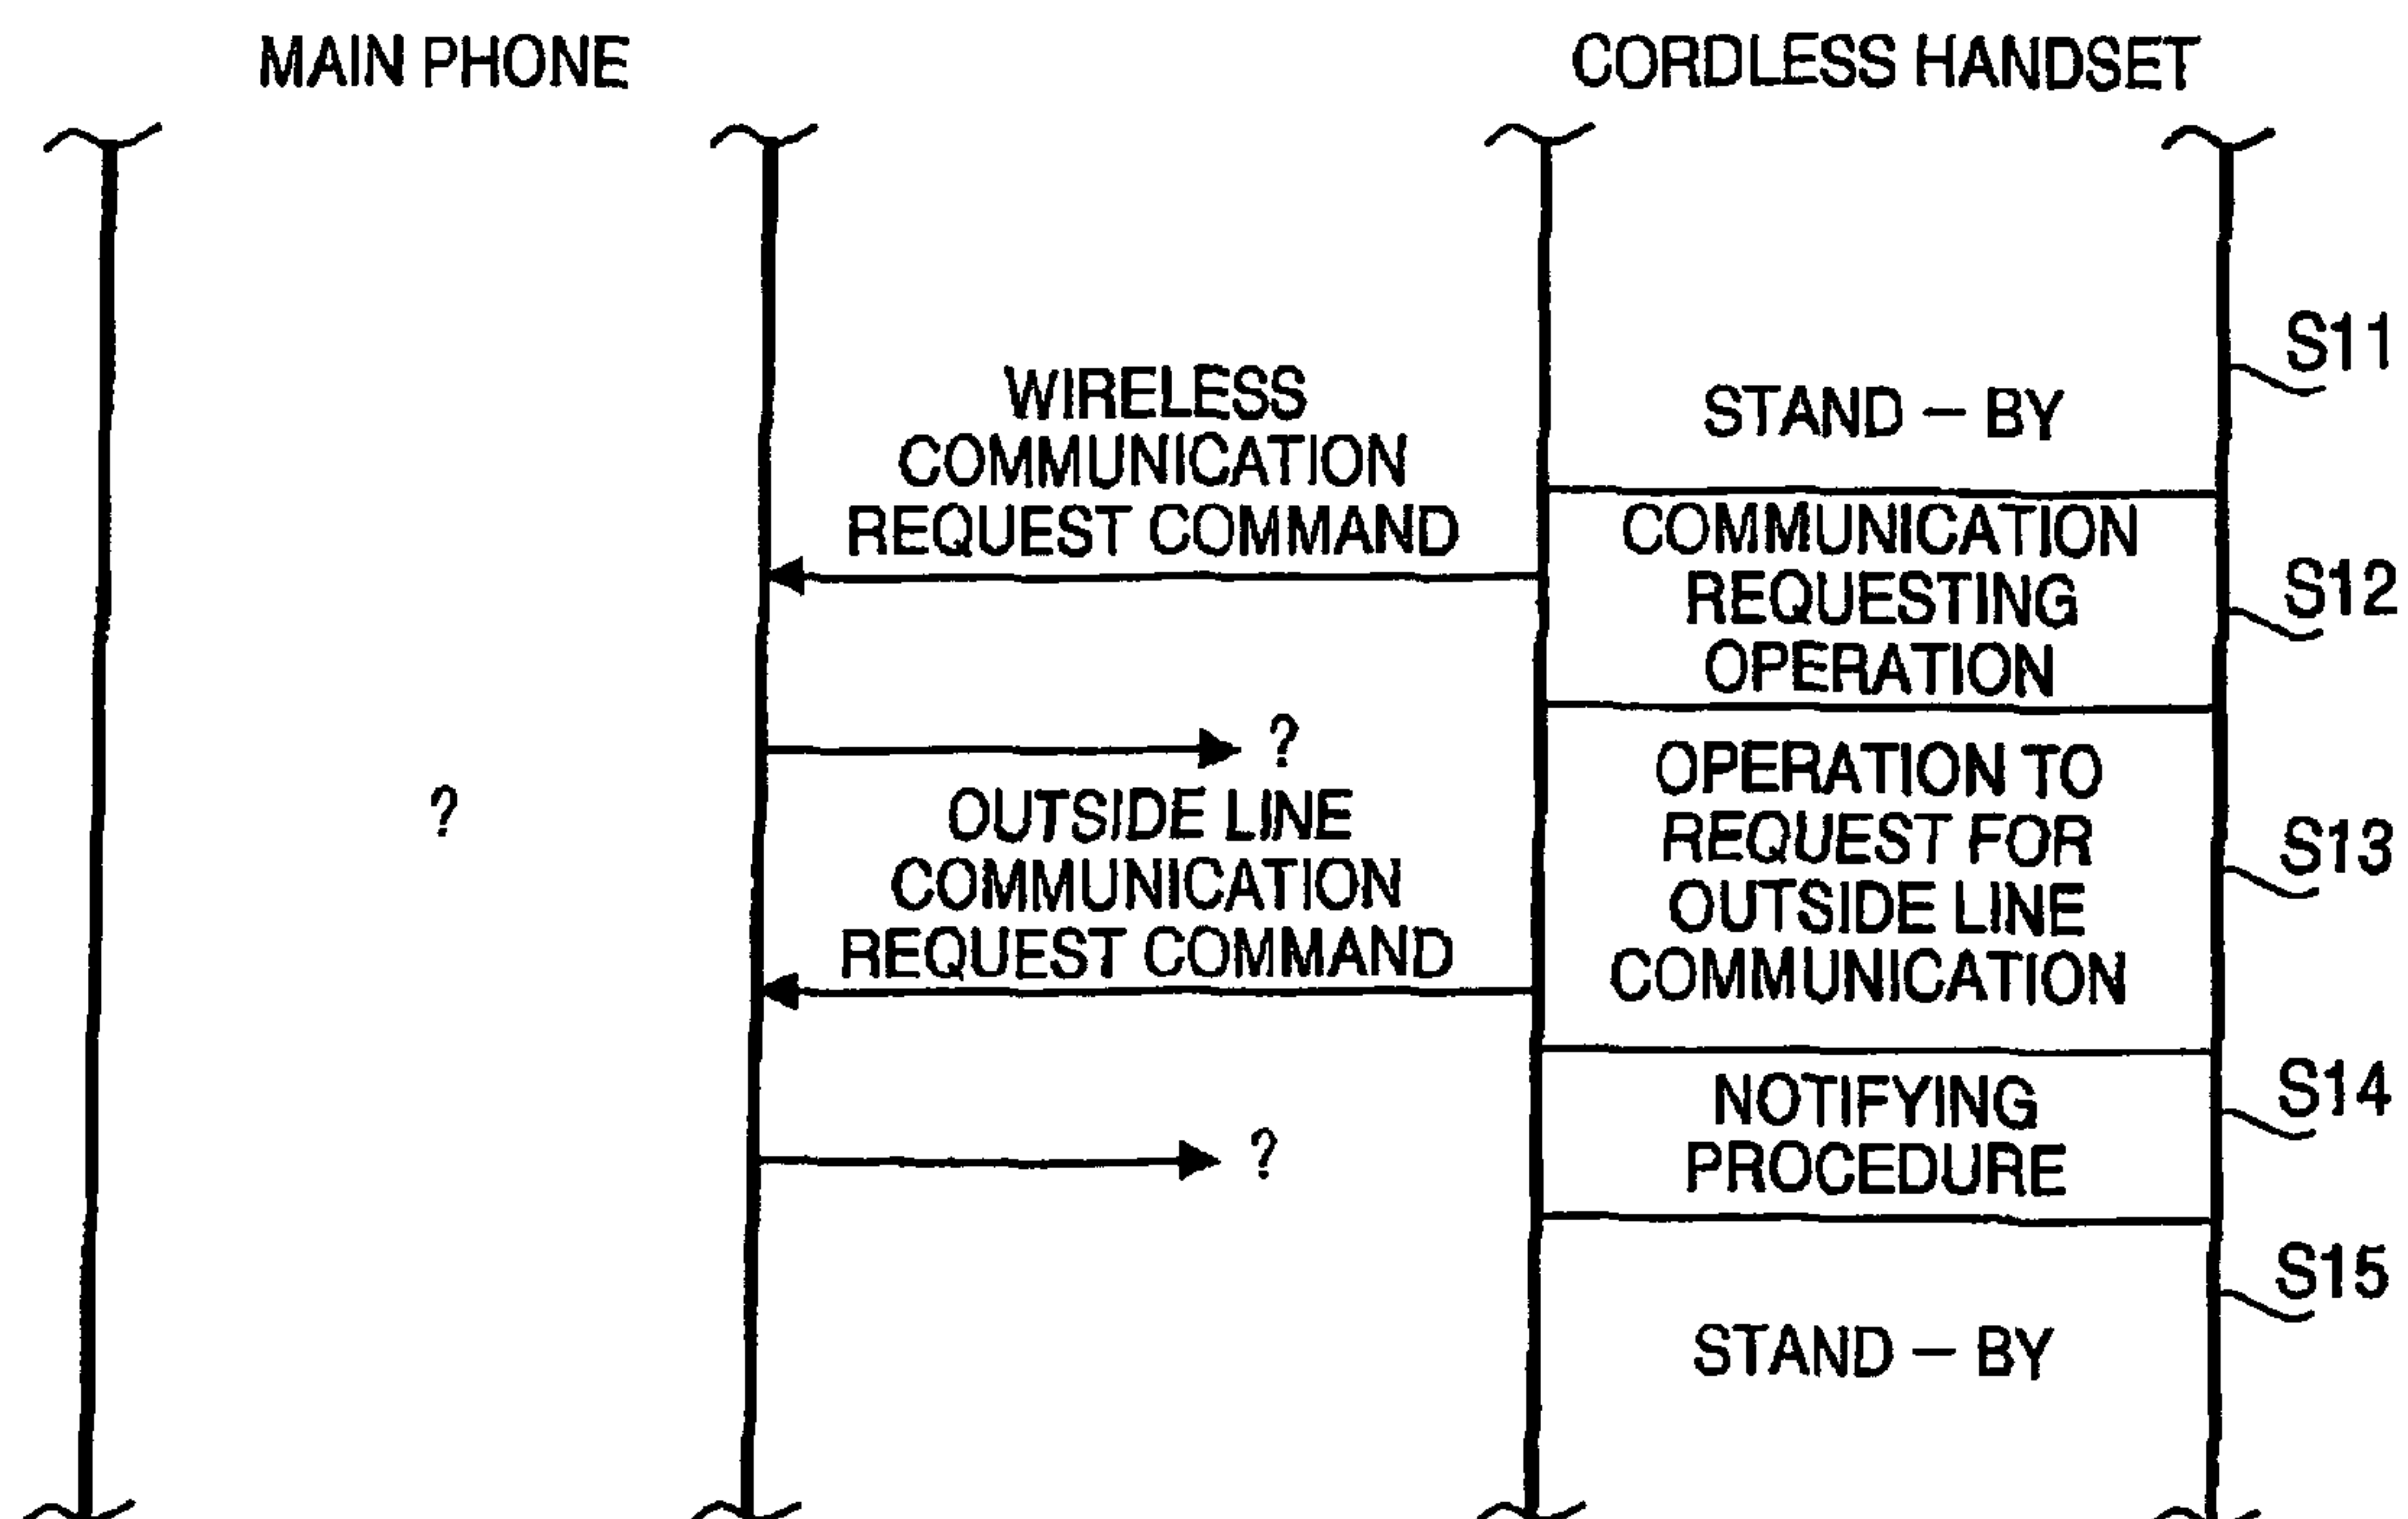 MAIN PHONE
CORDLESS HANDSET
S11
STAND – BY
WIRELESS
COMMUNICATION
REQUEST COMMAND
COMMUNICATION
REQUESTING
OPERATION
S12
?
?
OUTSIDE LINE
COMMUNICATION
REQUEST COMMAND
OPERATION TO
REQUEST FOR
OUTSIDE LINE
COMMUNICATION
S13
NOTIFYING
PROCEDURE
S14
?
S15
STAND – BY